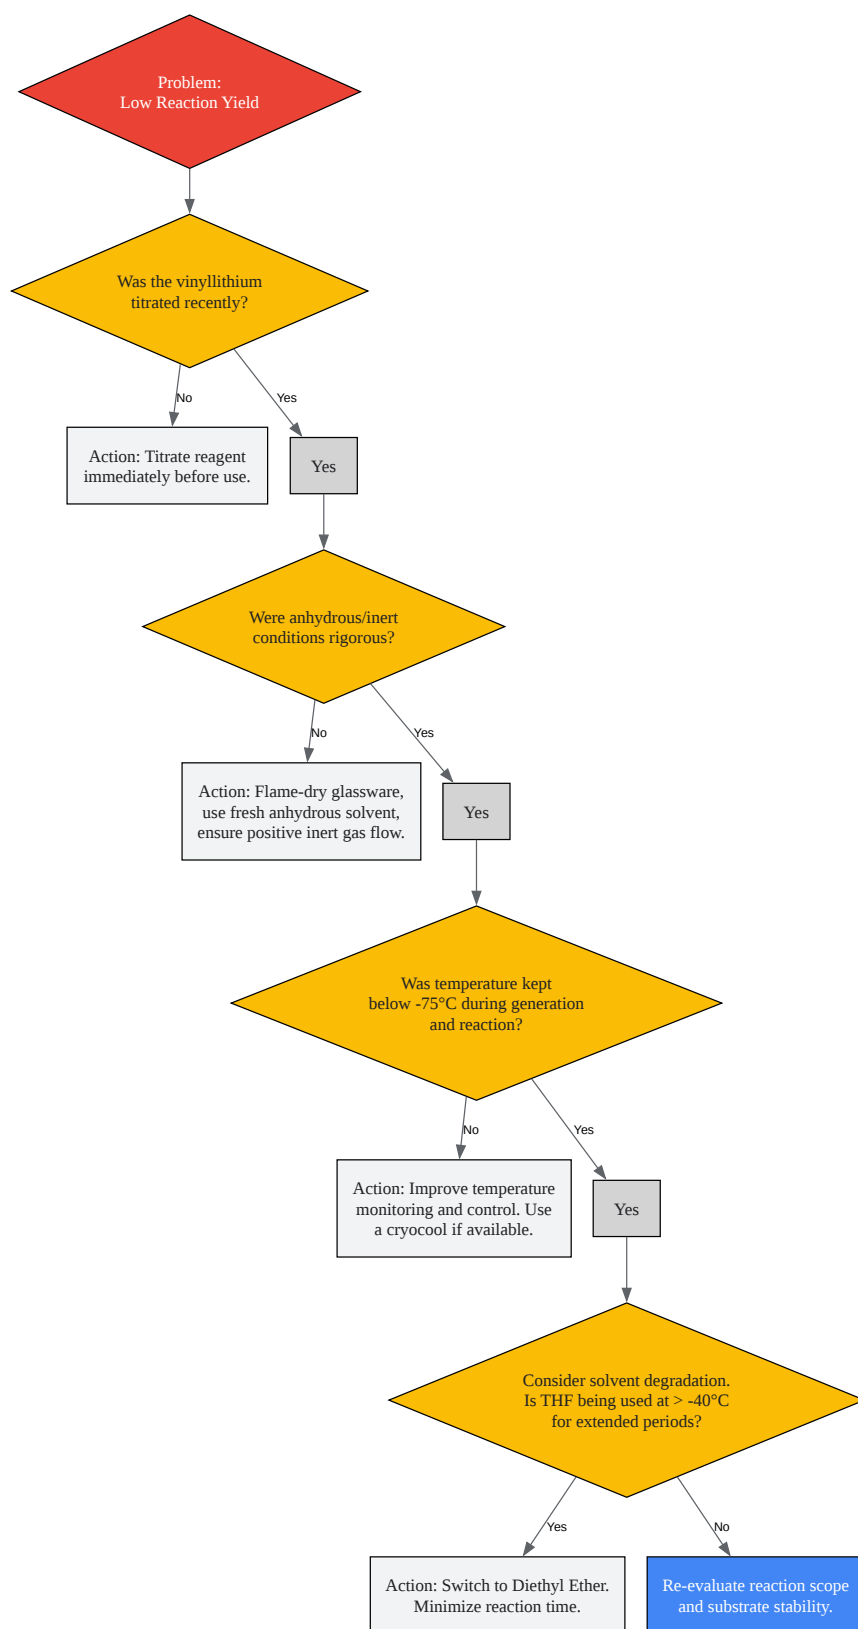 Problem:
Low Reaction Yield
Was the vinyllithium
titrated recently?
No
Yes
Action: Titrate reagent
immediately before use.
Yes
Were anhydrous/inert
conditions rigorous?
No
Yes
Action: Flame-dry glassware,
use fresh anhydrous solvent,
ensure positive inert gas flow.
Yes
Was temperature kept
below -75°C during generation
and reaction?
No
Yes
Action: Improve temperature
monitoring and control. Use
a cryocool if available.
Yes
Consider solvent degradation.
Is THF being used at > -40°C
for extended periods?
Yes
No
Action: Switch to Diethyl Ether.
Minimize reaction time.
Re-evaluate reaction scope
and substrate stability.